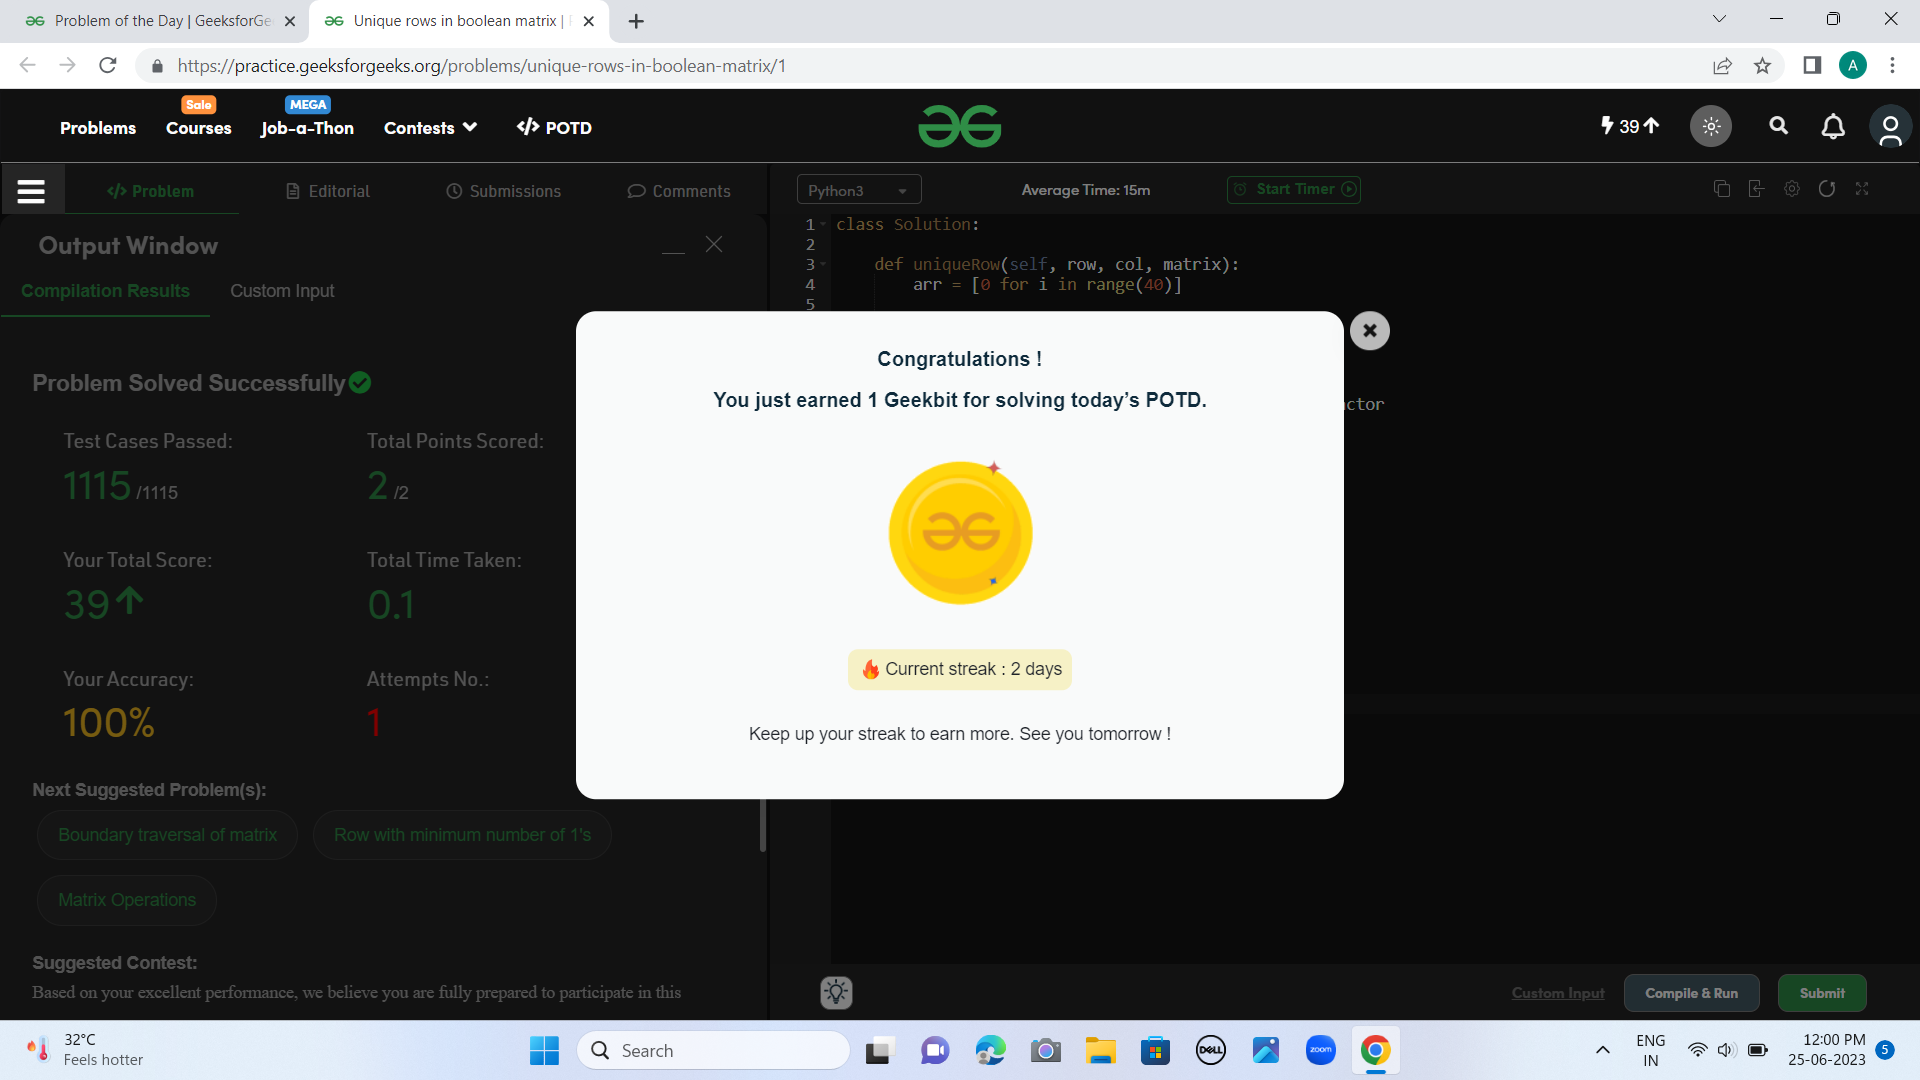 Problem of the Day | GeeksforGe
Unique rows in boolean matrix |
https://practice.geeksforgeeks.org/problems/unique-rows-in-boolean-matrix/1
A
Sale
MEGA
Problems Courses Job-a-Thon Contests </> POTD
39
</> Problem Editorial Submissions Comments
Python3 Average Time: 15m Start Timer
Output Window
Compilation Results Custom Input
1 class Solution:
2
3 def uniqueRow(self, row, col, matrix):
4 arr = [0 for i in range(40)]
5
ctor
Congratulations !
You just earned 1 Geekbit for solving today’s POTD.
Current streak : 2 days
Keep up your streak to earn more. See you tomorrow !
Problem Solved Successfully
Test Cases Passed: Total Points Scored:
1115 /1115 2 /2
Your Total Score: Total Time Taken:
39 0.1
Your Accuracy: Attempts No.:
100% 1
Next Suggested Problem(s):
Boundary traversal of matrix Row with minimum number of 1's
Matrix Operations
Suggested Contest:
Based on your excellent performance, we believe you are fully prepared to participate in this
Custom Input Compile & Run Submit
32°C
Feels hotter
Search
DELL
zoom
ENG
IN
12:00 PM
25-06-2023
5